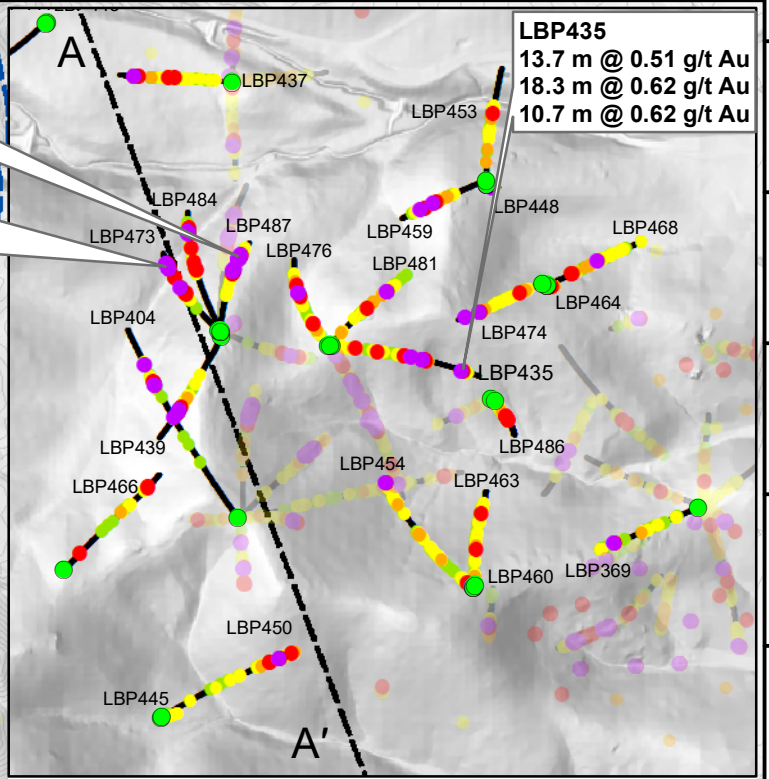 LBP435
13.7 m @ 0.51 g/t Au
18.3 m @ 0.62 g/t Au
10.7 m @ 0.62 g/t Au
A
LBP437
LBP453
LBP448
LBP459
LBP484
LBP487
LBP473
LBP476
LBP481
LBP468
LBP464
LBP474
LBP404
LBP435
LBP439
LBP486
LBP466
LBP454
LBP463
LBP460
LBP369
LBP450
LBP445
A'